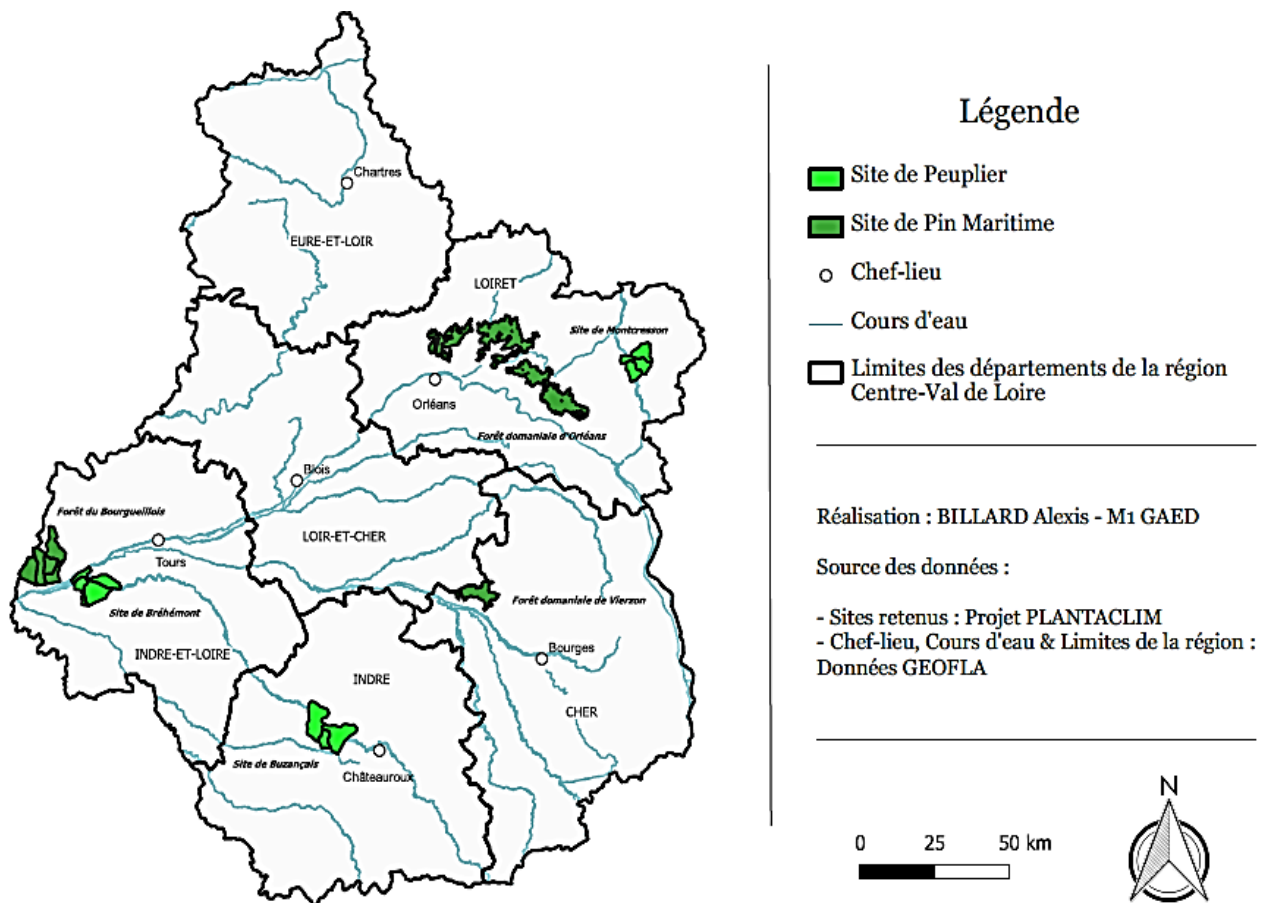 Chartres
EURE-ET-LOIR
LOIRET
Site de Montcresson
Orléans
Forêt domaniale d'Orléans
Blois
Forêt du Bourgueillois
LOIR-ET-CHER
Tours
Forêt domaniale de Vierzon
Site de Bréhémont
Bourges
INDRE-ET-LOIRE
INDRE
CHER
Site de Buzançais
Châteauroux
Légende
Site de Peuplier
Site de Pin Maritime
Chef-lieu
Cours d'eau
Limites des départements de la région
Centre-Val de Loire
Réalisation : BILLARD Alexis - M1 GAED
Source des données :
- Sites retenus : Projet PLANTACLIM
- Chef-lieu, Cours d'eau & Limites de la région :
Données GEOFLA
0 25 50 km
N